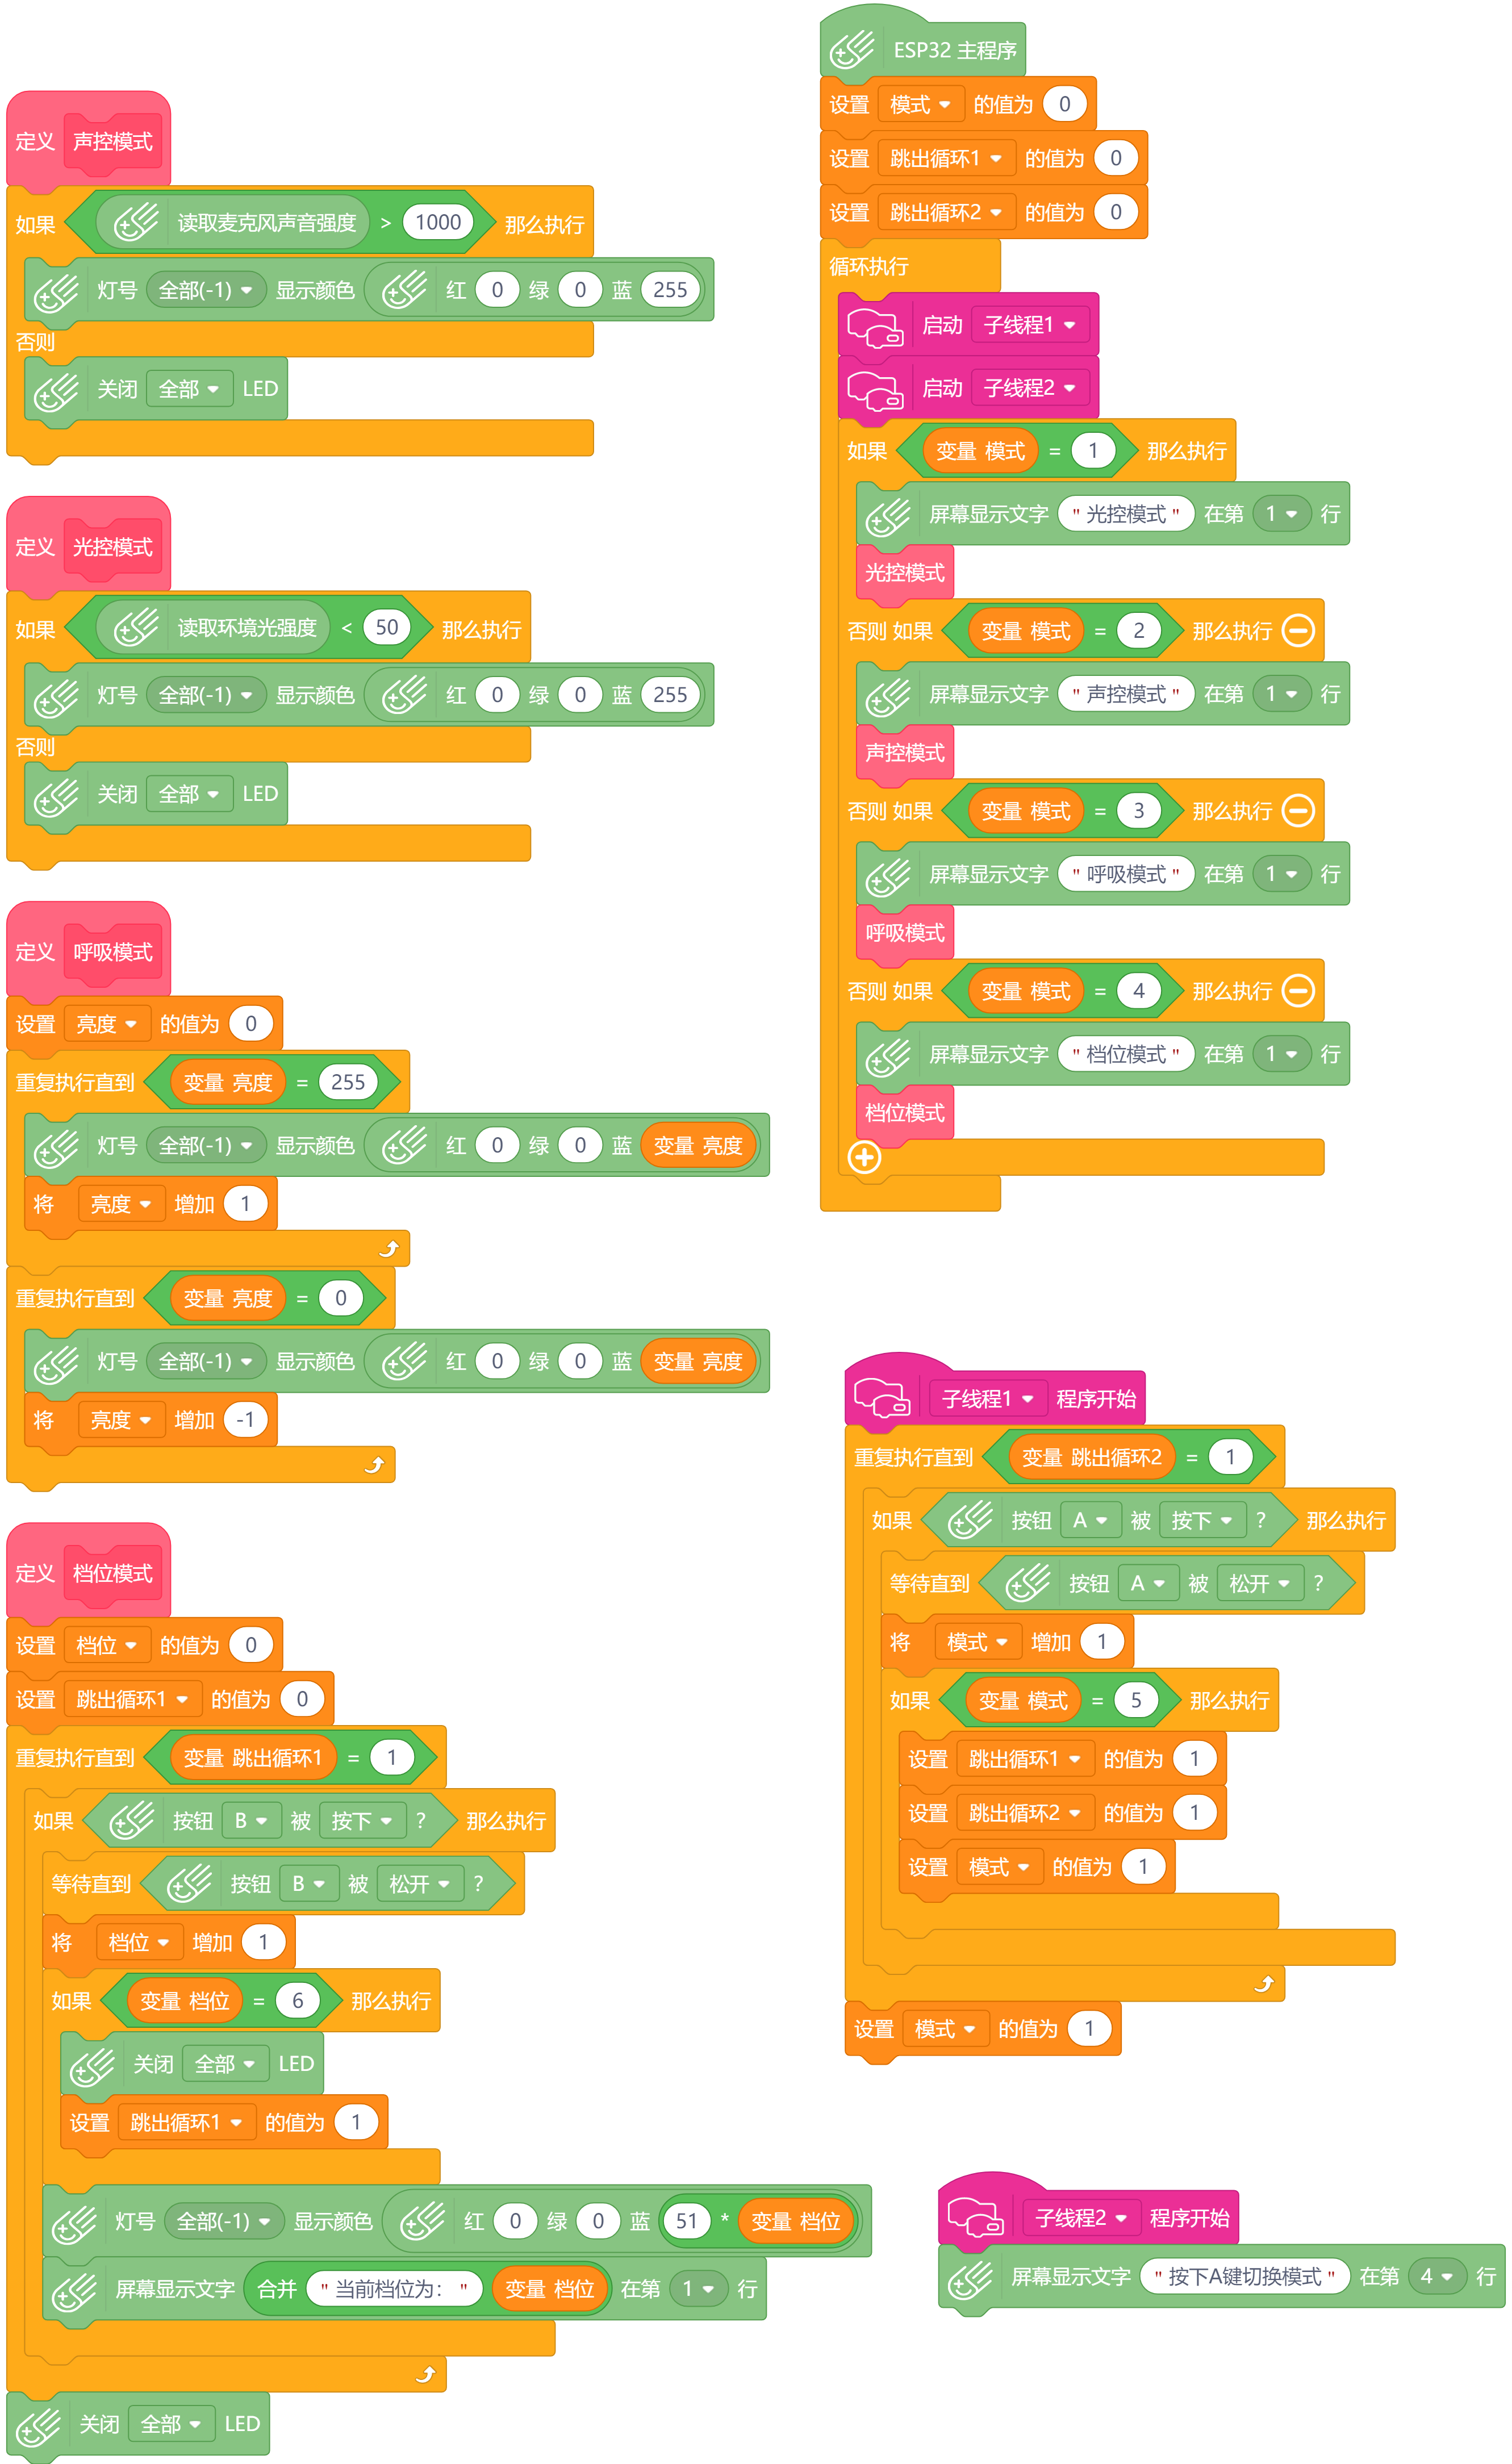 定义 声控模式
如果 读取麦克风声音强度 > 1000 那么执行
灯号 全部(-1) 显示颜色 红 0 绿 0 蓝 255
否则
关闭 全部 LED
定义 光控模式
如果 读取环境光强度 < 50 那么执行
灯号 全部(-1) 显示颜色 红 0 绿 0 蓝 255
否则
关闭 全部 LED
定义 呼吸模式
设置 亮度 的值为 0
重复执行直到 变量 亮度 = 255
灯号 全部(-1) 显示颜色 红 0 绿 0 蓝 变量 亮度
将 亮度 增加 1
重复执行直到 变量 亮度 = 0
灯号 全部(-1) 显示颜色 红 0 绿 0 蓝 变量 亮度
将 亮度 增加 -1
定义 档位模式
设置 档位 的值为 0
设置 跳出循环1 的值为 0
重复执行直到 变量 跳出循环1 = 1
如果 按钮 B 被 按下 ? 那么执行
等待直到 按钮 B 被 松开 ?
将 档位 增加 1
如果 变量 档位 = 6 那么执行
关闭 全部 LED
设置 跳出循环1 的值为 1
灯号 全部(-1) 显示颜色 红 0 绿 0 蓝 51 * 变量 档位
屏幕显示文字 合并 "当前档位为：" 变量 档位 在第 1 行
关闭 全部 LED
ESP32 主程序
设置 模式 的值为 0
设置 跳出循环1 的值为 0
设置 跳出循环2 的值为 0
循环执行
启动 子线程1
启动 子线程2
如果 变量 模式 = 1 那么执行
屏幕显示文字 "光控模式" 在第 1 行
光控模式
否则 如果 变量 模式 = 2 那么执行
屏幕显示文字 "声控模式" 在第 1 行
声控模式
否则 如果 变量 模式 = 3 那么执行
屏幕显示文字 "呼吸模式" 在第 1 行
呼吸模式
否则 如果 变量 模式 = 4 那么执行
屏幕显示文字 "档位模式" 在第 1 行
档位模式
子线程1 程序开始
重复执行直到 变量 跳出循环2 = 1
如果 按钮 A 被 按下 ? 那么执行
等待直到 按钮 A 被 松开 ?
将 模式 增加 1
如果 变量 模式 = 5 那么执行
设置 跳出循环1 的值为 1
设置 跳出循环2 的值为 1
设置 模式 的值为 1
设置 模式 的值为 1
子线程2 程序开始
屏幕显示文字 "按下A键切换模式" 在第 4 行